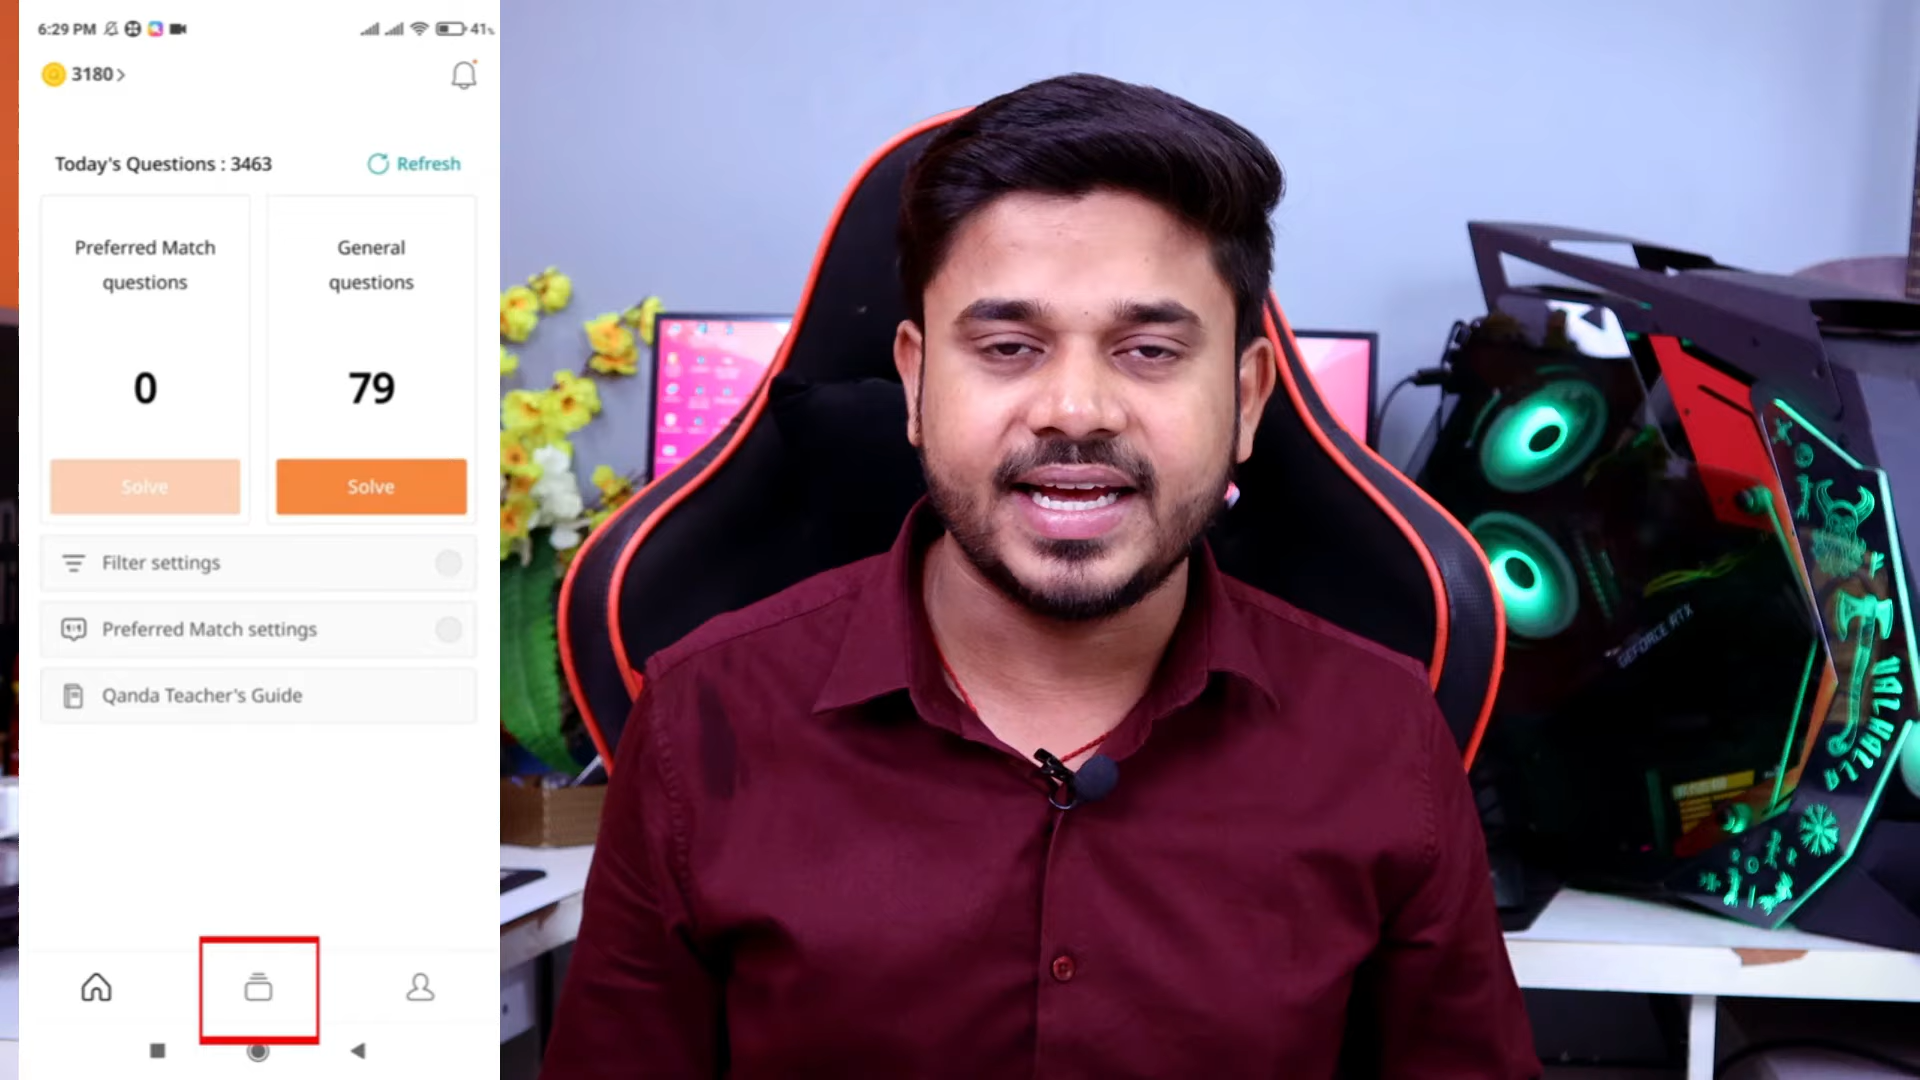 6:29 PM
41%
3180
Today's Questions : 3463
Refresh
Preferred Match
questions
General
questions
0
79
Solve
Solve
Filter settings
Preferred Match settings
Qanda Teacher's Guide
GEFORCE RTX
VALHALLA